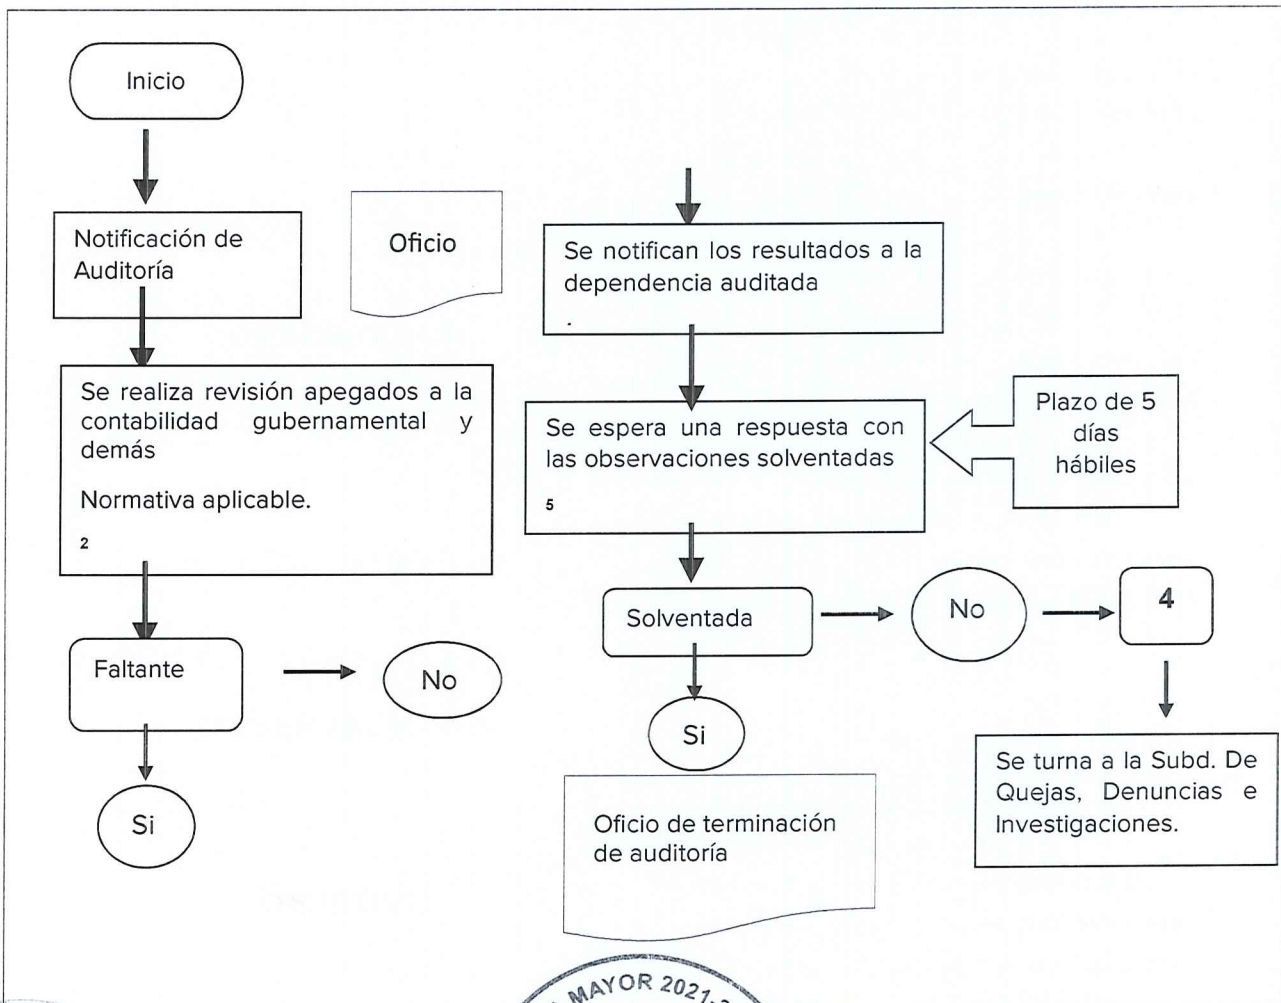 Inicio
Notificación de
Auditoría
Oficio
Se realiza revisión apegados a la
contabilidad gubernamental y
demás
Normativa aplicable.
2
Faltante
No
Si
Se notifican los resultados a la
dependencia auditada
.
Se espera una respuesta con
las observaciones solventadas
5
Plazo de 5
días
hábiles
Solventada
No
4
Si
Se turna a la Subd. De
Quejas, Denuncias e
Investigaciones.
Oficio de terminación
de auditoría
MAYOR 2021-